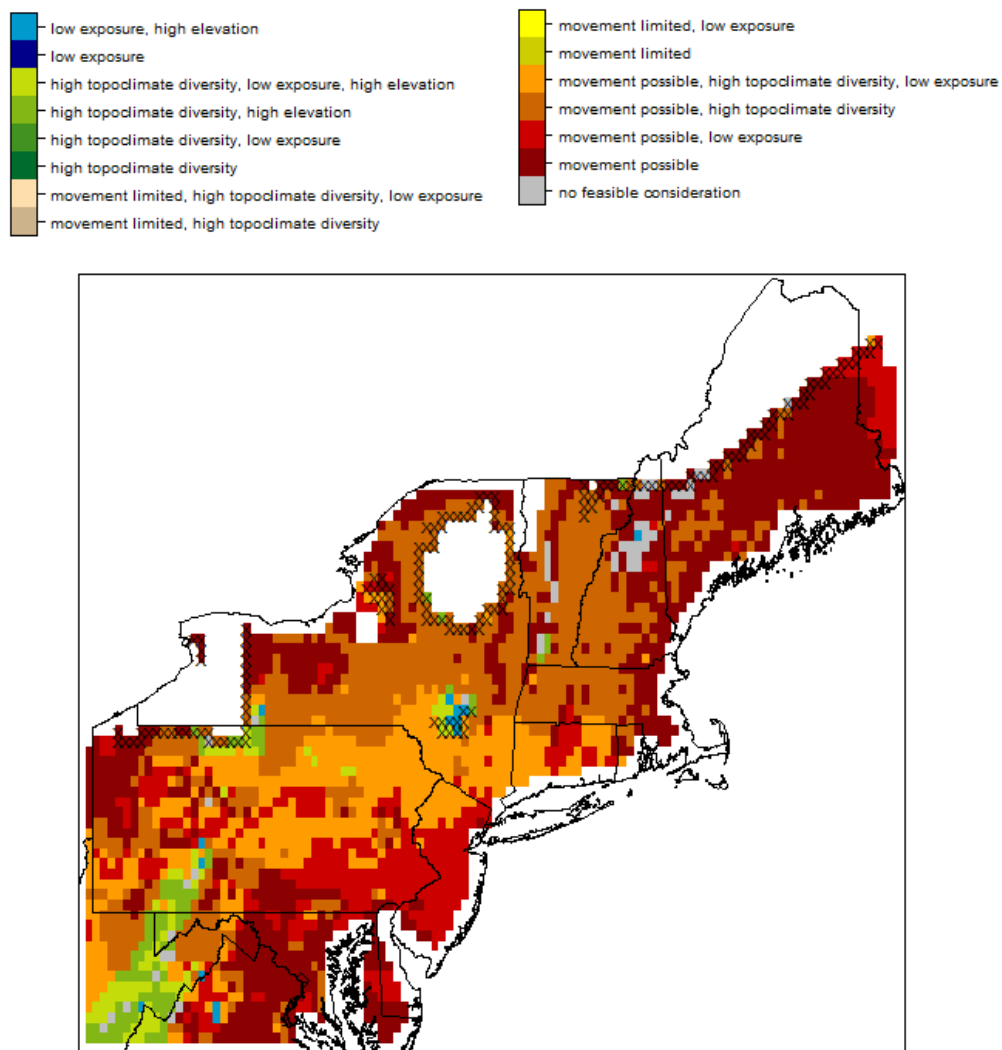 low exposure, high elevation
low exposure
high topoclimate diversity, low exposure, high elevation
high topoclimate diversity, high elevation
high topoclimate diversity, low exposure
high topoclimate diversity
movement limited, high topoclimate diversity, low exposure
movement limited, high topoclimate diversity
movement limited, low exposure
movement limited
movement possible, high topoclimate diversity, low exposure
movement possible, high topoclimate diversity
movement possible, low exposure
movement possible
no feasible consideration